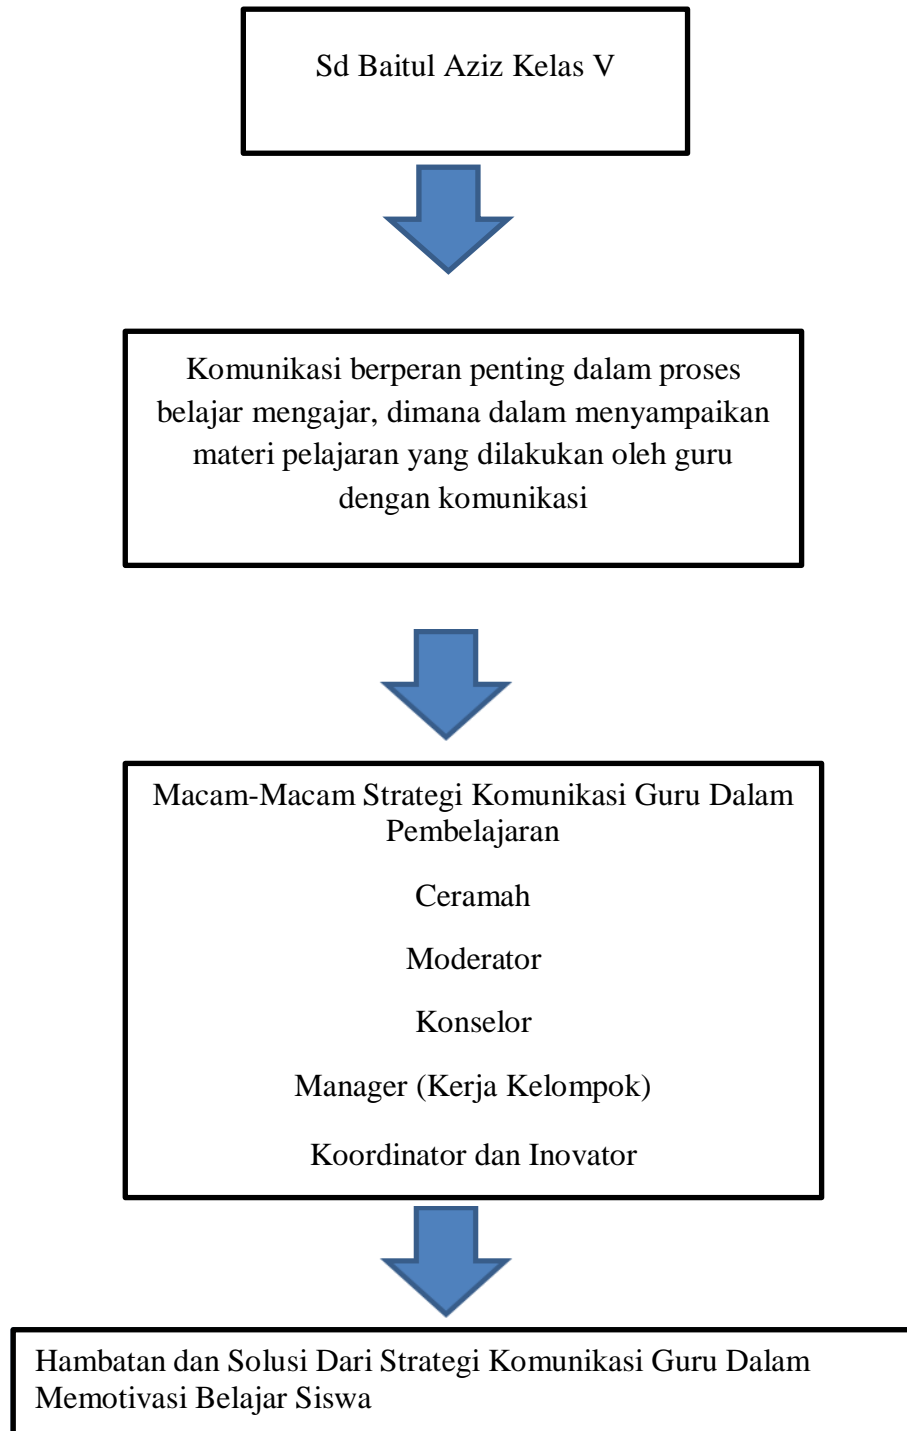 Sd Baitul Aziz Kelas V
Komunikasi berperan penting dalam proses
belajar mengajar, dimana dalam menyampaikan
materi pelajaran yang dilakukan oleh guru
dengan komunikasi
Macam-Macam Strategi Komunikasi Guru Dalam
Pembelajaran
Ceramah
Moderator
Konselor
Manager (Kerja Kelompok)
Koordinator dan Inovator
Hambatan dan Solusi Dari Strategi Komunikasi Guru Dalam
Memotivasi Belajar Siswa